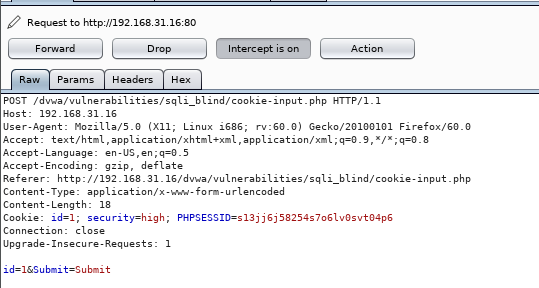 Request to http://192.168.31.16:80
Forward Drop Intercept is on Action
Raw Params Headers Hex
POST /dvwa/vulnerabilities/sqli_blind/cookie-input.php HTTP/1.1
Host: 192.168.31.16
User-Agent: Mozilla/5.0 (X11; Linux i686; rv:60.0) Gecko/20100101 Firefox/60.0
Accept: text/html,application/xhtml+xml,application/xml;q=0.9,*/*;q=0.8
Accept-Language: en-US,en;q=0.5
Accept-Encoding: gzip, deflate
Referer: http://192.168.31.16/dvwa/vulnerabilities/sqli_blind/cookie-input.php
Content-Type: application/x-www-form-urlencoded
Content-Length: 18
Cookie: id=1; security=high; PHPSESSID=s13jj6j58254s7o6lv0svt04p6
Connection: close
Upgrade-Insecure-Requests: 1
id=1&Submit=Submit